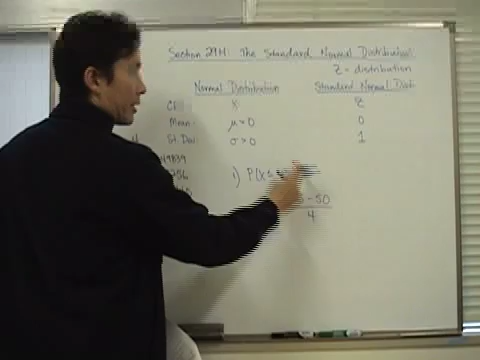 Section 29H: The Standard Normal Distribution
Z-distribution
Normal Distribution Standard Normal Dist.
X Z
Mean: μ = 0 0
St. Dev: σ > 0 1
1) P(X ≤
- 50
4